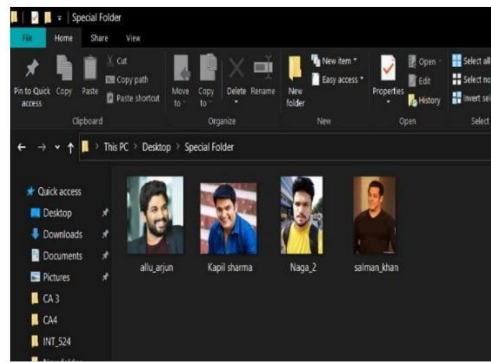 Special Folder
File Home Share View
Pin to Quick access
Copy
Paste
Cut
Copy path
Paste shortcut
Clipboard
Move to
Copy to
Delete
Rename
Organize
New folder
New item
Easy access
New
Properties
Open
Edit
History
Open
Select all
Select no
Invert sel
Select
This PC > Desktop > Special Folder
Quick access
Desktop
Downloads
Documents
Pictures
CA 3
CA4
INT_524
New folder
allu_arjun
Kapil sharma
Naga_2
salman_khan